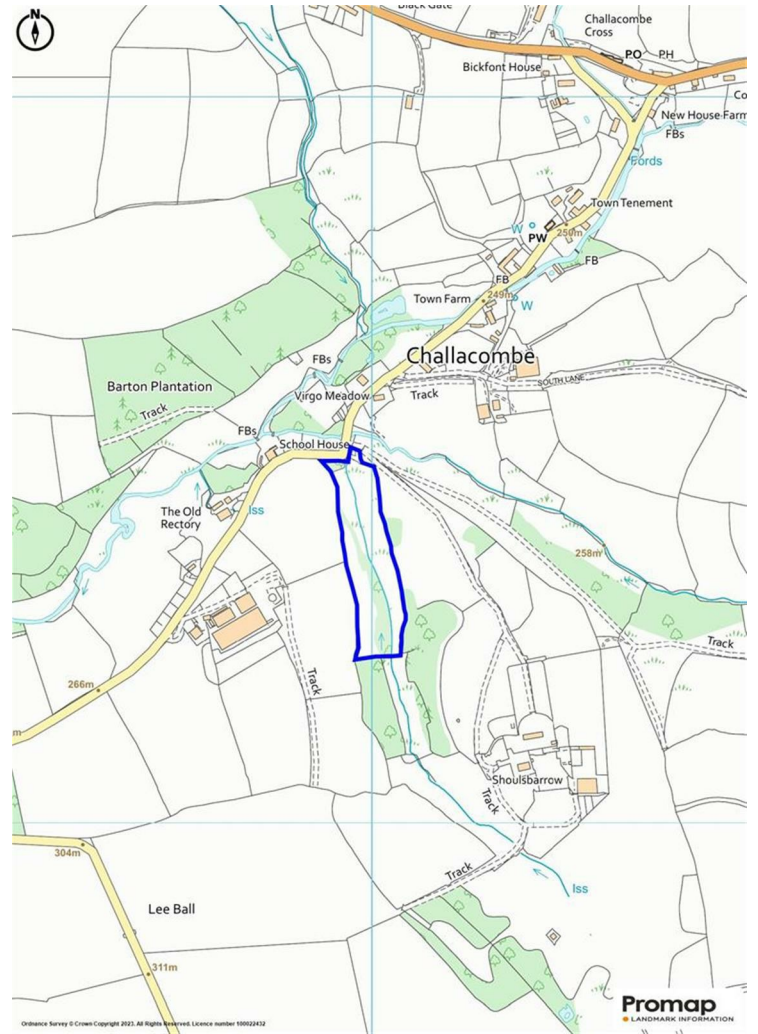 N
Black Gate
Challacombe
Cross
PO
PH
Bickfont House
Co
New House Farm
FBs
Fords
Town Tenement
W
PW
250m
FB
FB
249m
W
Town Farm
Challacombe
FBs
SOUTH LANE
Barton Plantation
Virgo Meadow
Track
Track
FBs
School House
The Old
Rectory
Iss
258m
Track
266m
Track
m
Shoulsbarrow
Track
304m
Track
Iss
Lee Ball
311m
Promap
LANDMARK INFORMATION
Ordnance Survey © Crown Copyright 2023. All Rights Reserved. Licence number 100022432